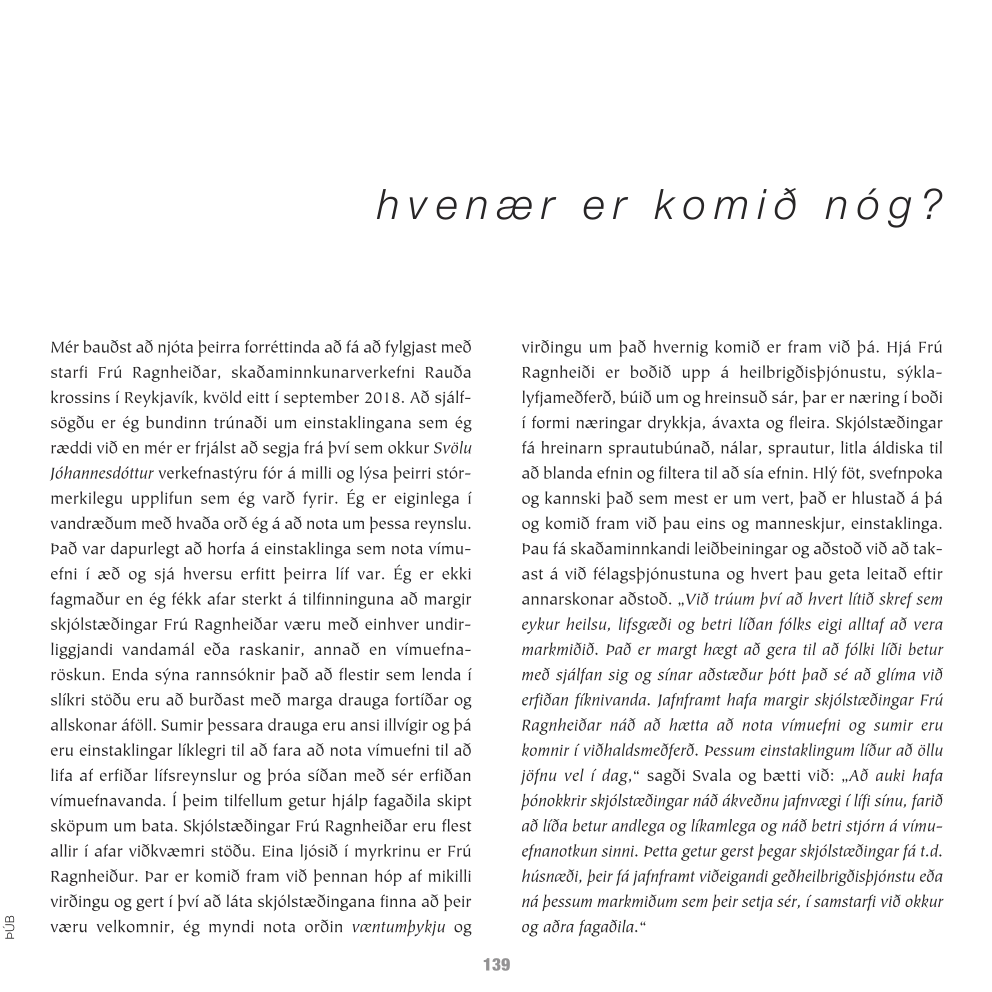 hvenær er komið nóg?
Mér bauðst að njóta þeirra forréttinda að fá að fylgjast með
starfi Frú Ragnheiðar, skaðaminnkunarverkefni Rauða
krossins í Reykjavík, kvöld eitt í september 2018. Að sjálf-
sögðu er ég bundinn trúnaði um einstaklingana sem ég
ræddi við en mér er frjálst að segja frá því sem okkur Svölu
Jóhannesdóttur verkefnastýru fór á milli og lýsa þeirri stór-
merkilegu upplifun sem ég varð fyrir. Ég er eiginlega í
vandræðum með hvaða orð ég á að nota um þessa reynslu.
Það var dapurlegt að horfa á einstaklinga sem nota vímu-
efni í æð og sjá hversu erfitt þeirra líf var. Ég er ekki
fagmaður en ég fékk afar sterkt á tilfinninguna að margir
skjólstæðingar Frú Ragnheiðar væru með einhver undir-
liggjandi vandamál eða raskanir, annað en vímuefna-
röskun. Enda sýna rannsóknir það að flestir sem lenda í
slíkri stöðu eru að burðast með marga drauga fortíðar og
allskonar áföll. Sumir þessara drauga eru ansi illvígir og þá
eru einstaklingar líklegri til að fara að nota vímuefni til að
lifa af erfiðar lífsreynslur og þróa síðan með sér erfiðan
vímuefnavanda. Í þeim tilfellum getur hjálp fagaðila skipt
sköpum um bata. Skjólstæðingar Frú Ragnheiðar eru flest
allir í afar viðkvæmri stöðu. Eina ljósið í myrkrinu er Frú
Ragnheiður. Þar er komið fram við þennan hóp af mikilli
virðingu og gert í því að láta skjólstæðingana finna að þeir
væru velkomnir, ég myndi nota orðin væntumþykju og
virðingu um það hvernig komið er fram við þá. Hjá Frú
Ragnheiði er boðið upp á heilbrigðisþjónustu, sýkla-
lyfjameðferð, búið um og hreinsuð sár, þar er næring í boði
í formi næringar drykkja, ávaxta og fleira. Skjólstæðingar
fá hreinarn sprautubúnað, nálar, sprautur, litla áldiska til
að blanda efnin og filtera til að sía efnin. Hlý föt, svefnpoka
og kannski það sem mest er um vert, það er hlustað á þá
og komið fram við þau eins og manneskjur, einstaklinga.
Þau fá skaðaminnkandi leiðbeiningar og aðstoð við að tak-
ast á við félagsþjónustuna og hvert þau geta leitað eftir
annarskonar aðstoð. „Við trúum því að hvert lítið skref sem
eykur heilsu, lifsgæði og betri líðan fólks eigi alltaf að vera
markmiðið. Það er margt hægt að gera til að fólki líði betur
með sjálfan sig og sínar aðstæður þótt það sé að glíma við
erfiðan fíknivanda. Jafnframt hafa margir skjólstæðingar Frú
Ragnheiðar náð að hætta að nota vímuefni og sumir eru
komnir í viðhaldsmeðferð. Þessum einstaklingum líður að öllu
jöfnu vel í dag,“ sagði Svala og bætti við: „Að auki hafa
þónokkrir skjólstæðingar náð ákveðnu jafnvægi í lífi sínu, farið
að líða betur andlega og líkamlega og náð betri stjórn á vímu-
efnanotkun sinni. Þetta getur gerst þegar skjólstæðingar fá t.d.
húsnæði, þeir fá jafnframt viðeigandi geðheilbrigðisþjónstu eða
ná þessum markmiðum sem þeir setja sér, í samstarfi við okkur
og aðra fagaðila.“
ÞÚB
139